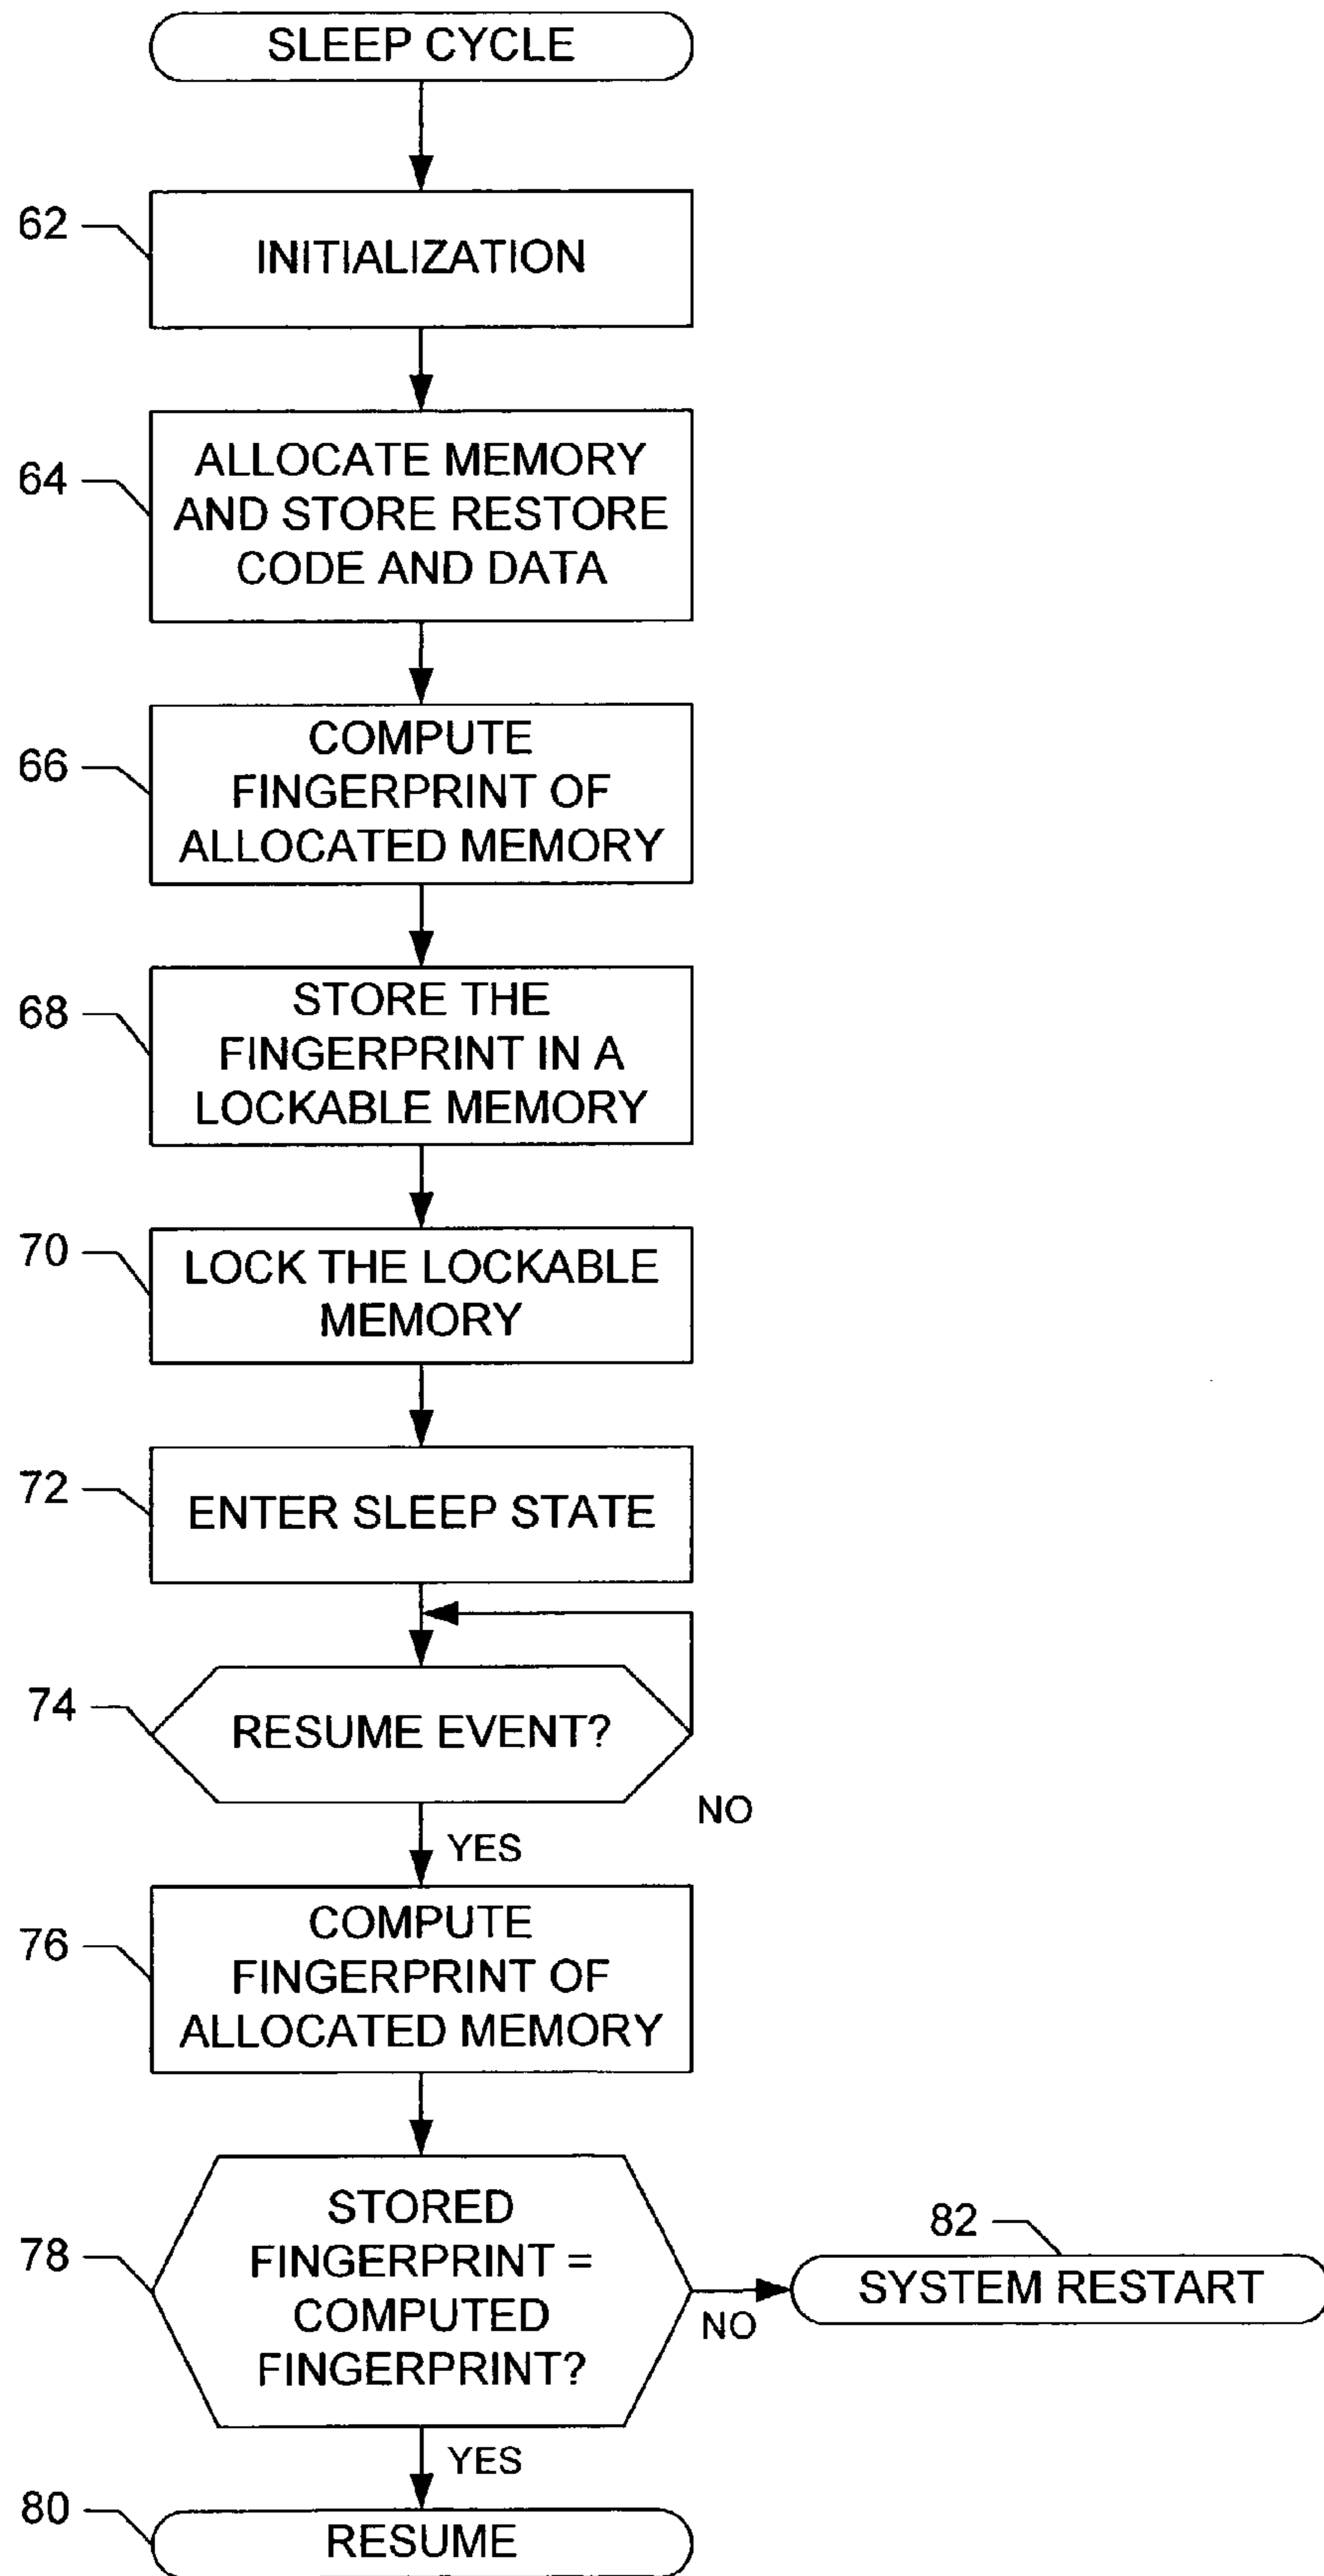 SLEEP CYCLE
62
INITIALIZATION
64
ALLOCATE MEMORY
AND STORE RESTORE
CODE AND DATA
66
COMPUTE
FINGERPRINT OF
ALLOCATED MEMORY
68
STORE THE
FINGERPRINT IN A
LOCKABLE MEMORY
70
LOCK THE LOCKABLE
MEMORY
72
ENTER SLEEP STATE
74
RESUME EVENT?
NO
YES
76
COMPUTE
FINGERPRINT OF
ALLOCATED MEMORY
78
STORED
FINGERPRINT =
COMPUTED
FINGERPRINT?
NO
82
SYSTEM RESTART
YES
80
RESUME